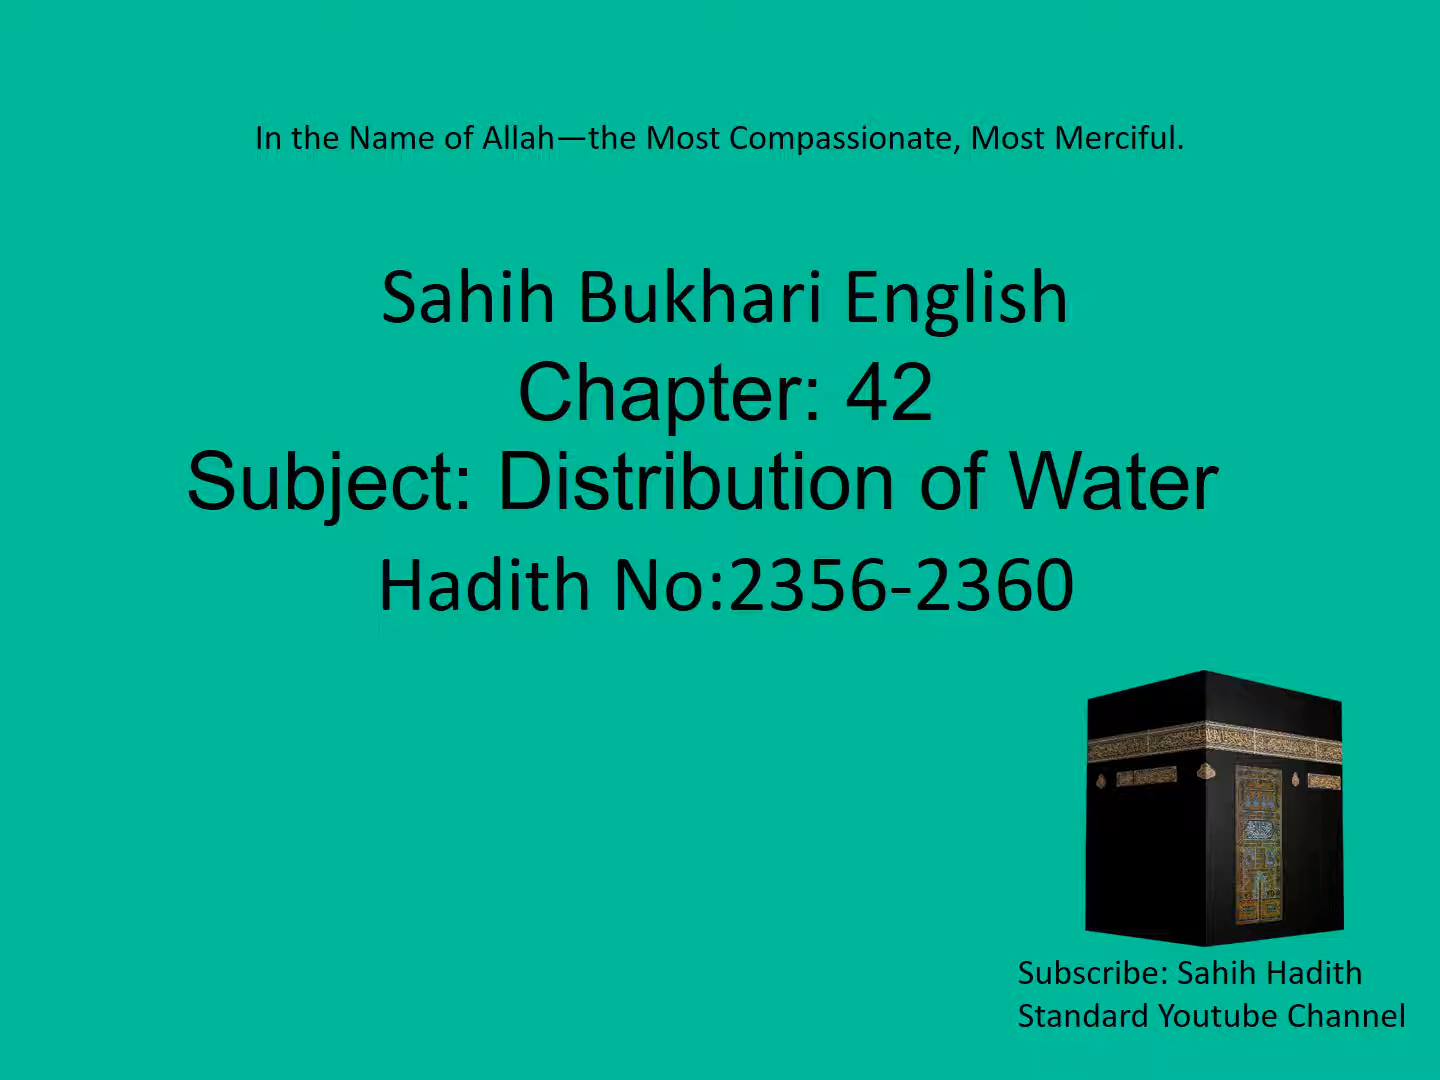 In the Name of Allah—the Most Compassionate, Most Merciful.
Sahih Bukhari English
Chapter: 42
Subject: Distribution of Water
Hadith No:2356-2360
Subscribe: Sahih Hadith
Standard Youtube Channel